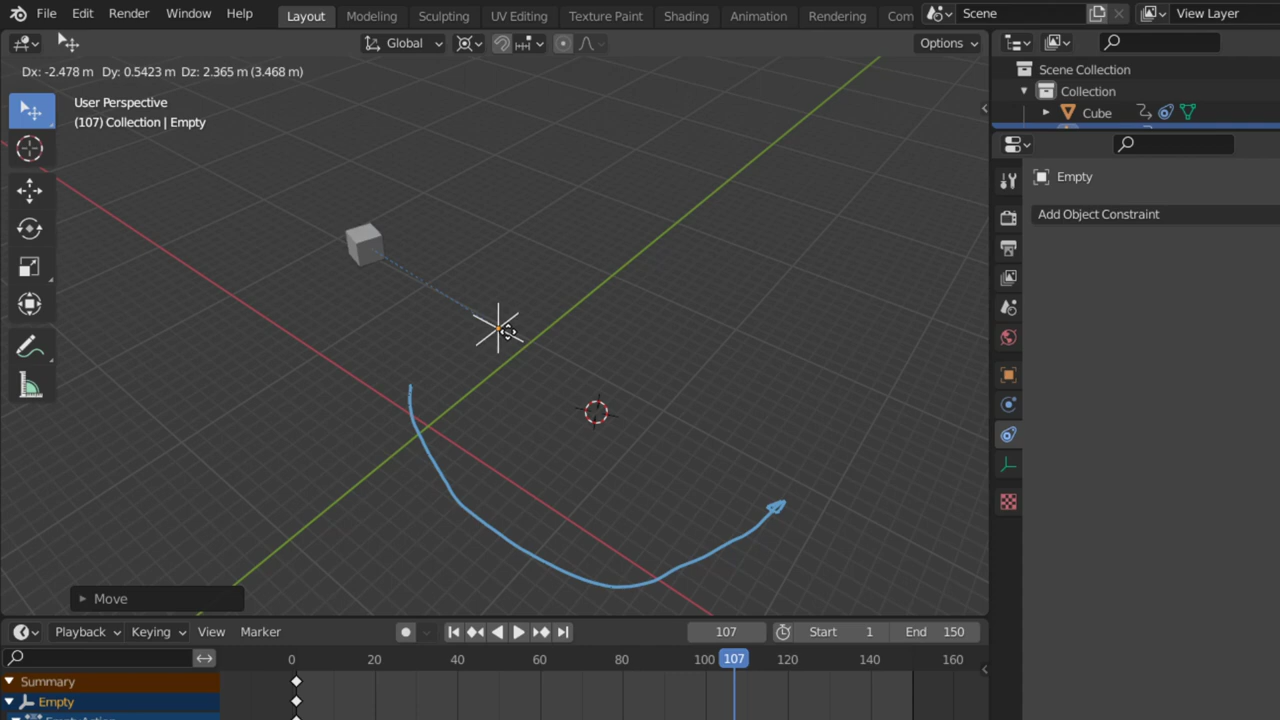 File Edit Render Window Help Layout Modeling Sculpting UV Editing Texture Paint Shading Animation Rendering Com Scene View Layer
Global Options
Dx: -2.478 m Dy: 0.5423 m Dz: 2.365 m (3.468 m)
Scene Collection
Collection
User Perspective
Cube
(107) Collection | Empty
Empty
Add Object Constraint
Move
Playback Keying View Marker 107 Start 1 End 150
0 20 40 60 80 100 107 120 140 160
Summary
Empty